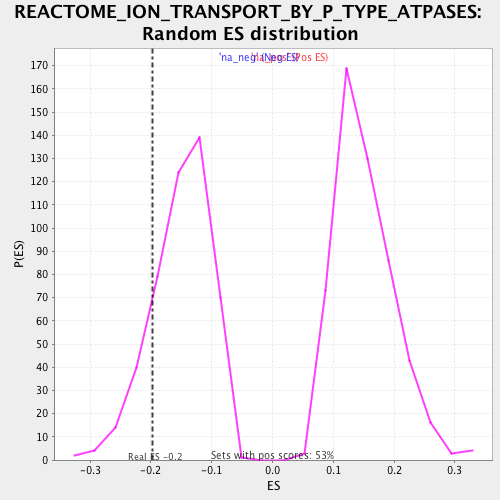 REACTOME_ION_TRANSPORT_BY_P_TYPE_ATPASES:
Random ES distribution
'na_neg' (Neg ES)
'na_pos' (Pos ES)
170
160
150
140
130
120
110
100
90
80
70
60
50
40
30
20
10
0
P(ES)
Real ES -0.2
Sets with pos scores: 53%
-0.3 -0.2 -0.1 0.0 0.1 0.2 0.3
ES